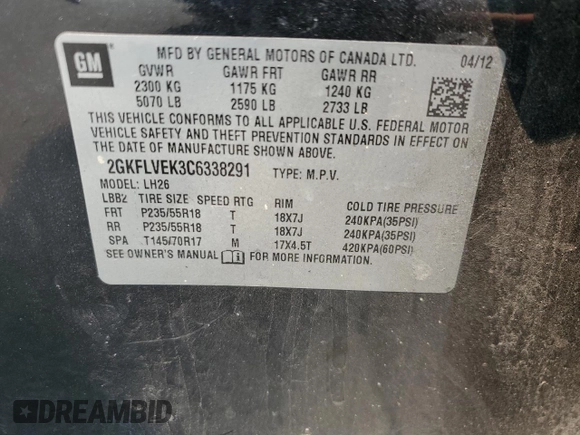 GM
MFD BY GENERAL MOTORS OF CANADA LTD. 04/12
GVWR GAWR FRT GAWR RR
2300 KG 1175 KG 1240 KG
5070 LB 2590 LB 2733 LB
THIS VEHICLE CONFORMS TO ALL APPLICABLE U.S. FEDERAL MOTOR
VEHICLE SAFETY AND THEFT PREVENTION STANDARDS IN EFFECT ON
THE DATE OF MANUFACTURE SHOWN ABOVE.
2GKFLVEK3C6338291 TYPE: M.P.V.
MODEL: LH26
LBB2 TIRE SIZE SPEED RTG RIM COLD TIRE PRESSURE
FRT P235/55R18 T 18X7J 240KPA(35PSI)
RR P235/55R18 T 18X7J 240KPA(35PSI)
SPA T145/70R17 M 17X4.5T 420KPA(60PSI)
SEE OWNER'S MANUAL FOR MORE INFORMATION.
DREAMBID